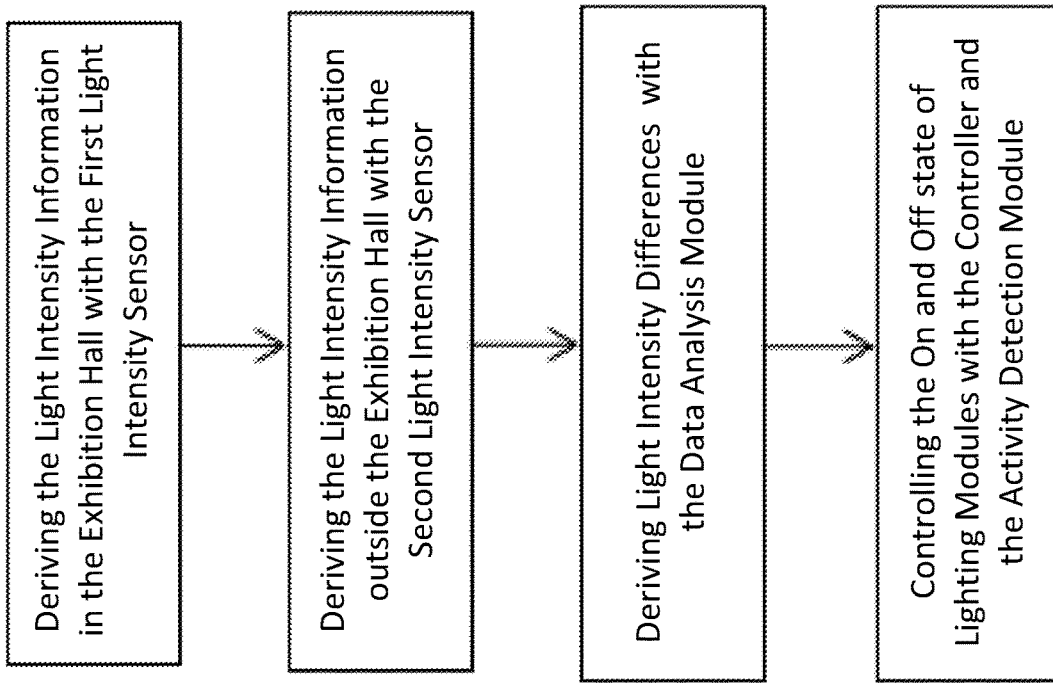 Deriving the Light Intensity Information
in the Exhibition Hall with the First Light
Intensity Sensor
Deriving the Light Intensity Information
outside the Exhibition Hall with the
Second Light Intensity Sensor
Deriving Light Intensity Differences with
the Data Analysis Module
Controlling the On and Off state of
Lighting Modules with the Controller and
the Activity Detection Module